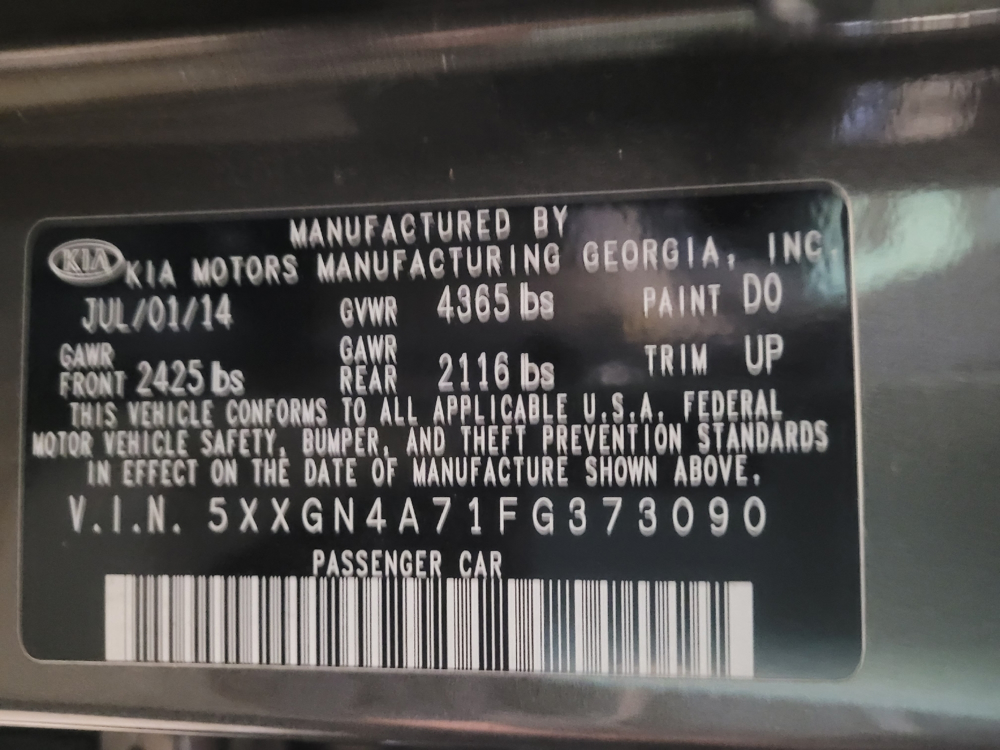 MANUFACTURED BY
KIA KIA MOTORS MANUFACTURING GEORGIA, INC.
JUL/01/14 GVWR 4365 lbs PAINT D0
GAWR FRONT 2425 lbs GAWR REAR 2116 lbs TRIM UP
THIS VEHICLE CONFORMS TO ALL APPLICABLE U.S.A. FEDERAL
MOTOR VEHICLE SAFETY, BUMPER, AND THEFT PREVENTION STANDARDS
IN EFFECT ON THE DATE OF MANUFACTURE SHOWN ABOVE.
V.I.N. 5XXGN4A71FG373090
PASSENGER CAR